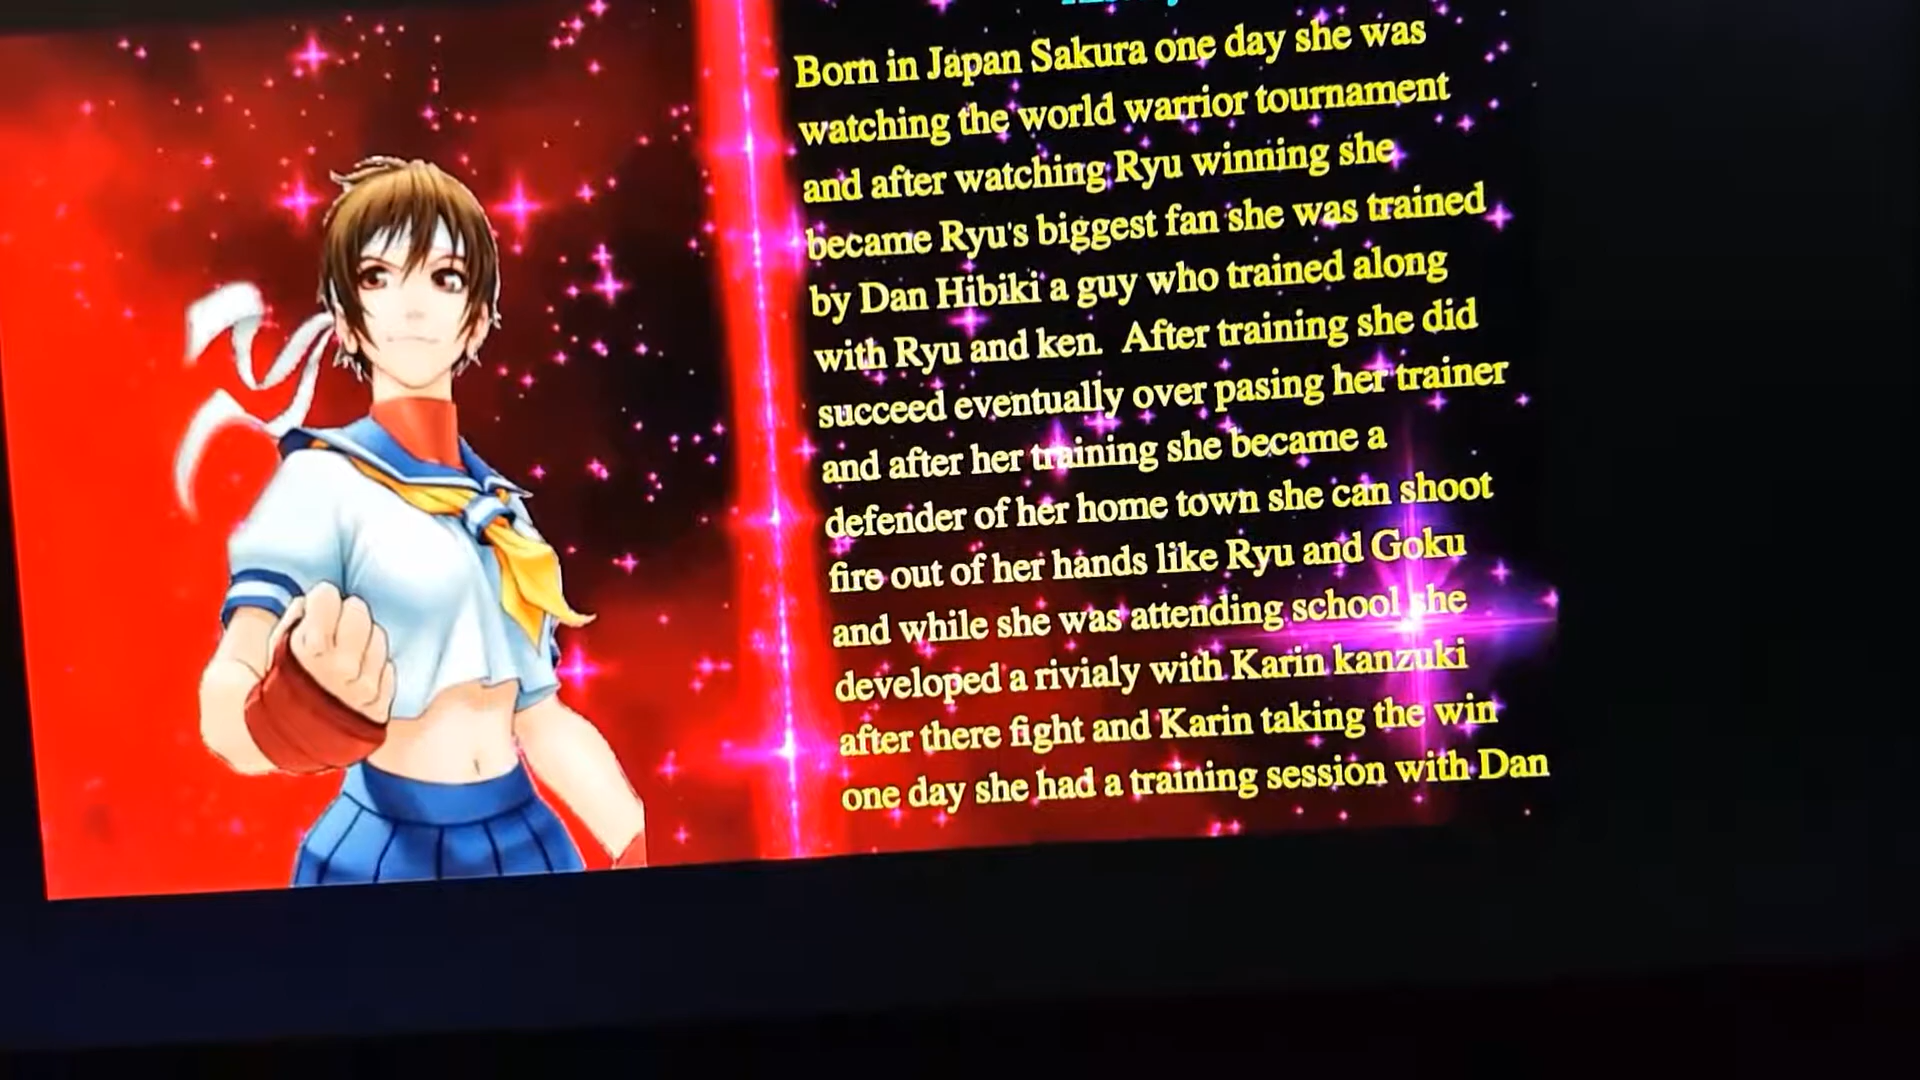 Born in Japan Sakura one day she was
watching the world warrior tournament
and after watching Ryu winning she
became Ryu's biggest fan she was trained
by Dan Hibiki a guy who trained along
with Ryu and ken. After training she did
succeed eventually over pasing her trainer
and after her training she became a
defender of her home town she can shoot
fire out of her hands like Ryu and Goku
and while she was attending school she
developed a rivialy with Karin kanzuki
after there fight and Karin taking the win
one day she had a training session with Dan